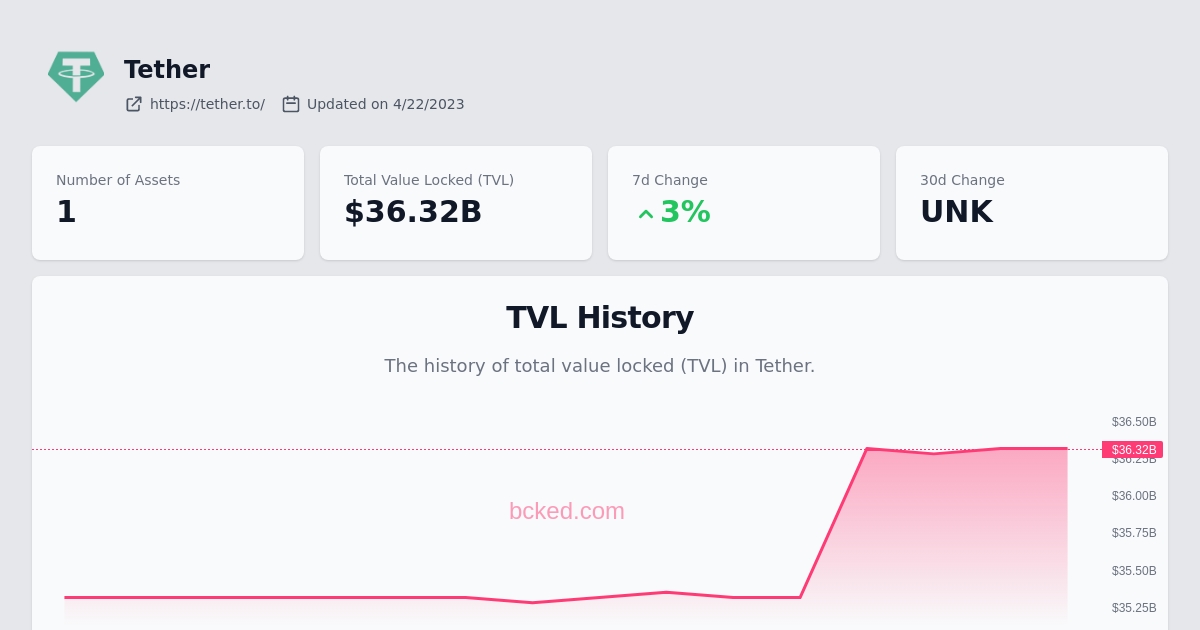 Tether
https://tether.to/ Updated on 4/22/2023
Number of Assets
1
Total Value Locked (TVL)
$36.32B
7d Change
3%
30d Change
UNK
TVL History
The history of total value locked (TVL) in Tether.
$36.50B
$36.32B
$36.25B
$36.00B
$35.75B
$35.50B
$35.25B
bcked.com